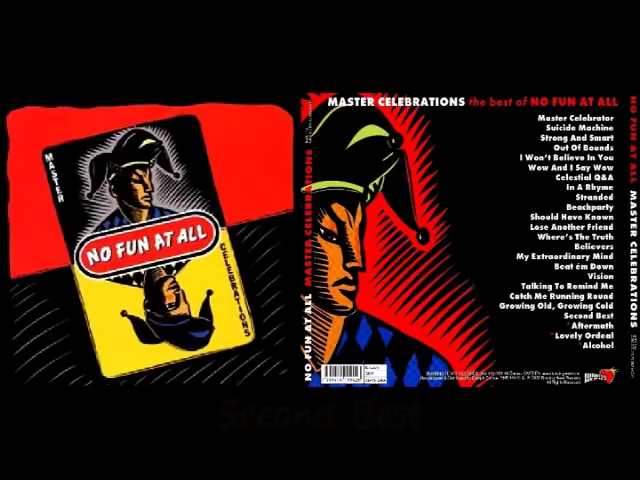 MASTER
NO FUN AT ALL
CELEBRATIONS
NO FUN AT ALL MASTER CELEBRATIONS
MASTER CELEBRATIONS the best of NO FUN AT ALL
Master Celebrator
Suicide Machine
Strong And Smart
Out Of Bounds
I Won't Believe In You
Wow And I Say Wow
Celestial Q&A
In A Rhyme
Stranded
Beachparty
Should Have Known
Lose Another Friend
Where's The Truth
Believers
My Extraordinary Mind
Beat ém Down
Vision
Talking To Remind Me
Catch Me Running Round
Growing Old, Growing Cold
Second Best
*Aftermath
*Lovely Ordeal
*Alcohol
NO FUN AT ALL MASTER CELEBRATIONS
Second Best